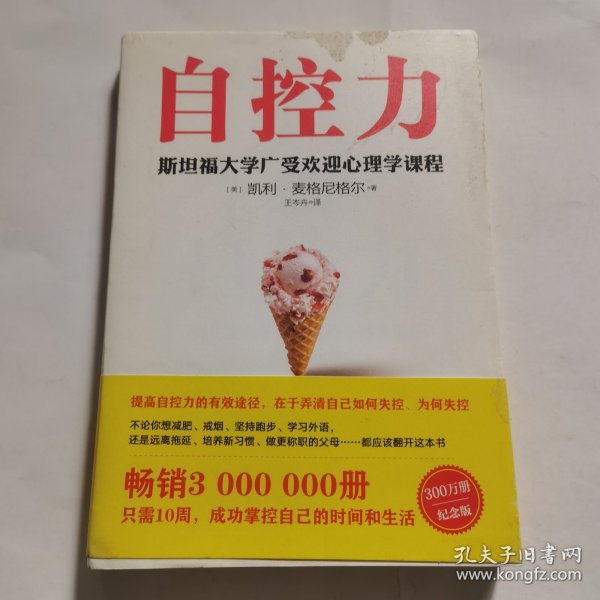 自控力
斯坦福大学广受欢迎心理学课程
[美] 凯利·麦格尼格尔 著
王岑卉 译
提高自控力的有效途径，在于弄清自己如何失控、为何失控
不论你想减肥、戒烟、坚持跑步、学习外语，
还是远离拖延、培养新习惯、做更称职的父母……都应该翻开这本书
畅销3 000 000册
只需10周，成功掌控自己的时间和生活
300万册
纪念版
孔夫子旧书网
www.kongfz.com